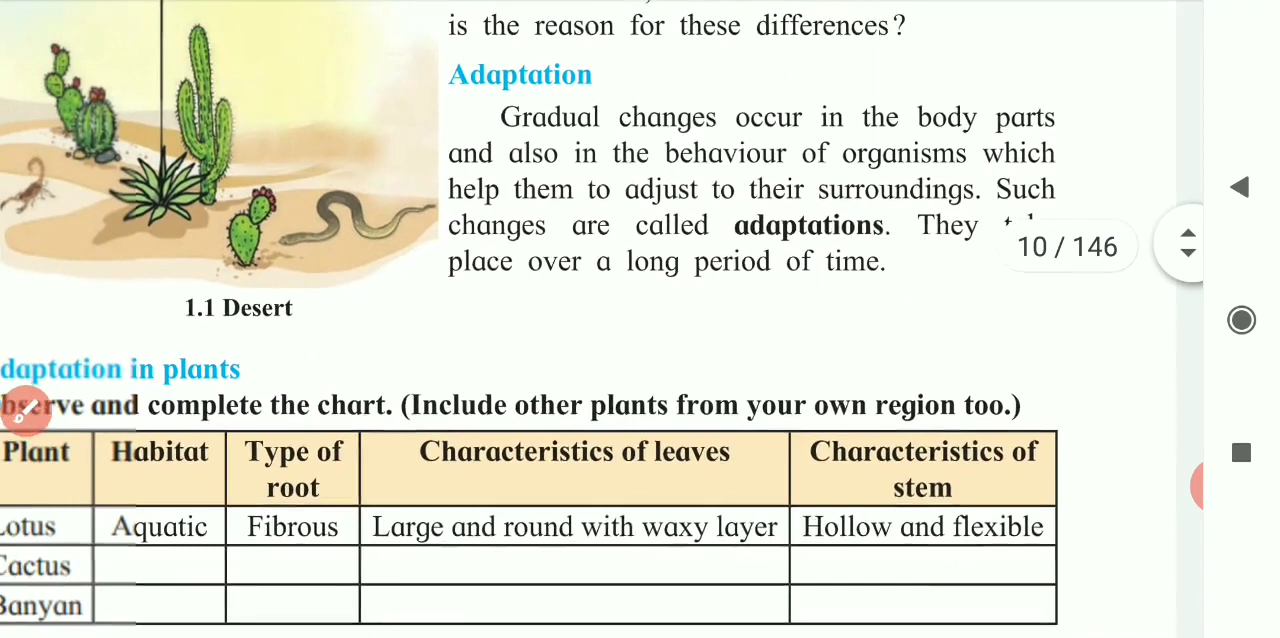 is the reason for these differences?
Adaptation
Gradual changes occur in the body parts
and also in the behaviour of organisms which
help them to adjust to their surroundings. Such
changes are called adaptations. They
place over a long period of time.
10 / 146
1.1 Desert
daptation in plants
and complete the chart. (Include other plants from your own region too.)
Plant Habitat Type of root Characteristics of leaves Characteristics of stem
Lotus Aquatic Fibrous Large and round with waxy layer Hollow and flexible
Cactus
Banyan